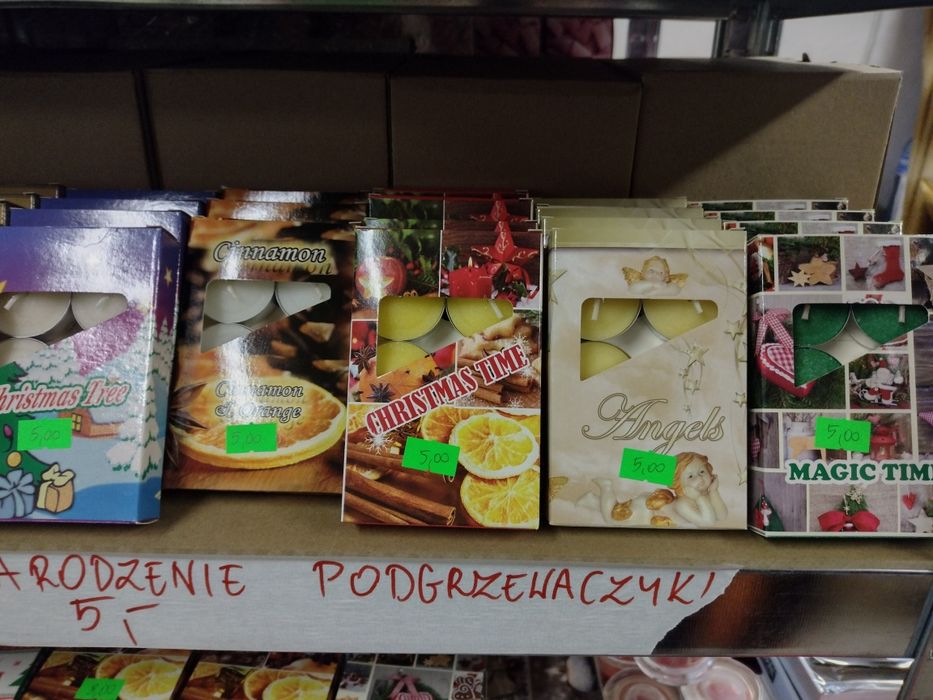 Christmas Tree
5,00
Cinnamon
Cinnamon
& Orange
5,00
CHRISTMAS TIME
5,00
Angels
5,00
MAGIC TIM
5,00
ARODZENIE
5,-
PODGRZEWACZYKI